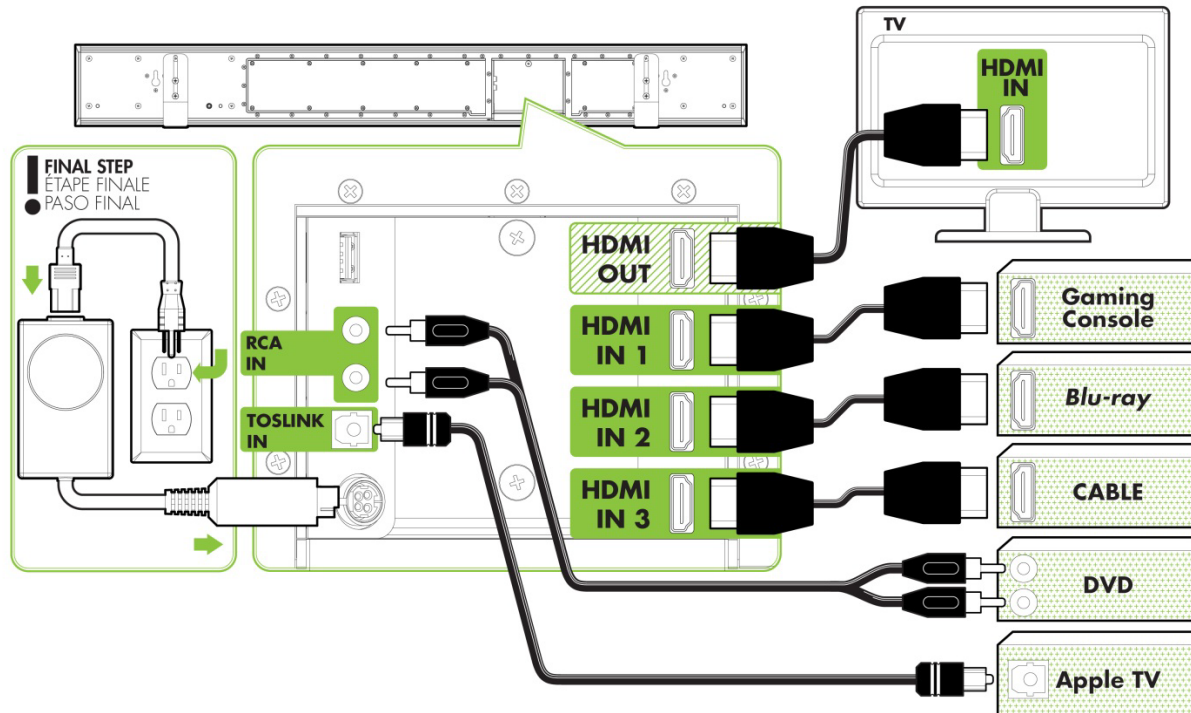 TV
HDMI
IN
FINAL STEP
ÉTAPE FINALE
PASO FINAL
HDMI
OUT
Gaming
Console
RCA
IN
HDMI
IN 1
TOSLINK
IN
HDMI
IN 2
Blu-ray
HDMI
IN 3
CABLE
DVD
Apple TV